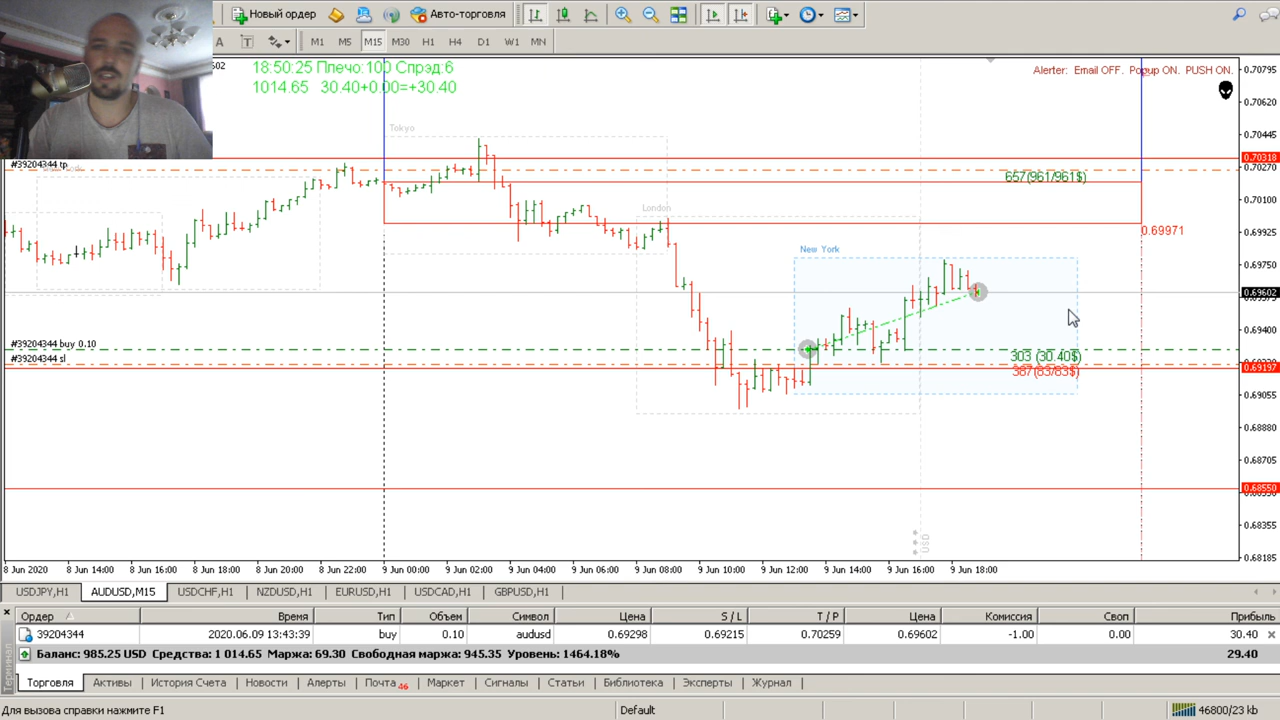 Новый ордер
Авто-торговля
A T M1 M5 M15 M30 H1 H4 D1 W1 MN
18:50:25 Плечо:100 Спрэд:6
1014.65 30.40+0.00=+30.40
Alerter: Email OFF. Popup ON. PUSH ON.
0.70795
0.70620
0.70445
0.70318
0.70270
0.70100
0.69925
0.69750
0.69602
0.69400
0.69197
0.69055
0.68880
0.68705
0.68550
0.68355
0.68185
Tokyo
#39204344 tp
657(961/961$)
London
0.69971
New York
#39204344 buy 0.10
303 (30.40$)
#39204344 sl
387(83/83$)
USD
8 Jun 2020 8 Jun 14:00 8 Jun 16:00 8 Jun 18:00 8 Jun 20:00 8 Jun 22:00 9 Jun 00:00 9 Jun 02:00 9 Jun 04:00 9 Jun 06:00 9 Jun 08:00 9 Jun 10:00 9 Jun 12:00 9 Jun 14:00 9 Jun 16:00 9 Jun 18:00
USDJPY,H1 AUDUSD,M15 USDCHF,H1 NZDUSD,H1 EURUSD,H1 USDCAD,H1 GBPUSD,H1
Ордер Время Тип Объем Символ Цена S / L T / P Цена Комиссия Своп Прибыль
39204344 2020.06.09 13:43:39 buy 0.10 audusd 0.69298 0.69215 0.70259 0.69602 -1.00 0.00 30.40
Баланс: 985.25 USD Средства: 1 014.65 Маржа: 69.30 Свободная маржа: 945.35 Уровень: 1464.18% 29.40
Терминал
Торговля Активы История Счета Новости Алерты Почта 46 Маркет Сигналы Статьи Библиотека Эксперты Журнал
Для вызова справки нажмите F1 Default 46800/23 kb